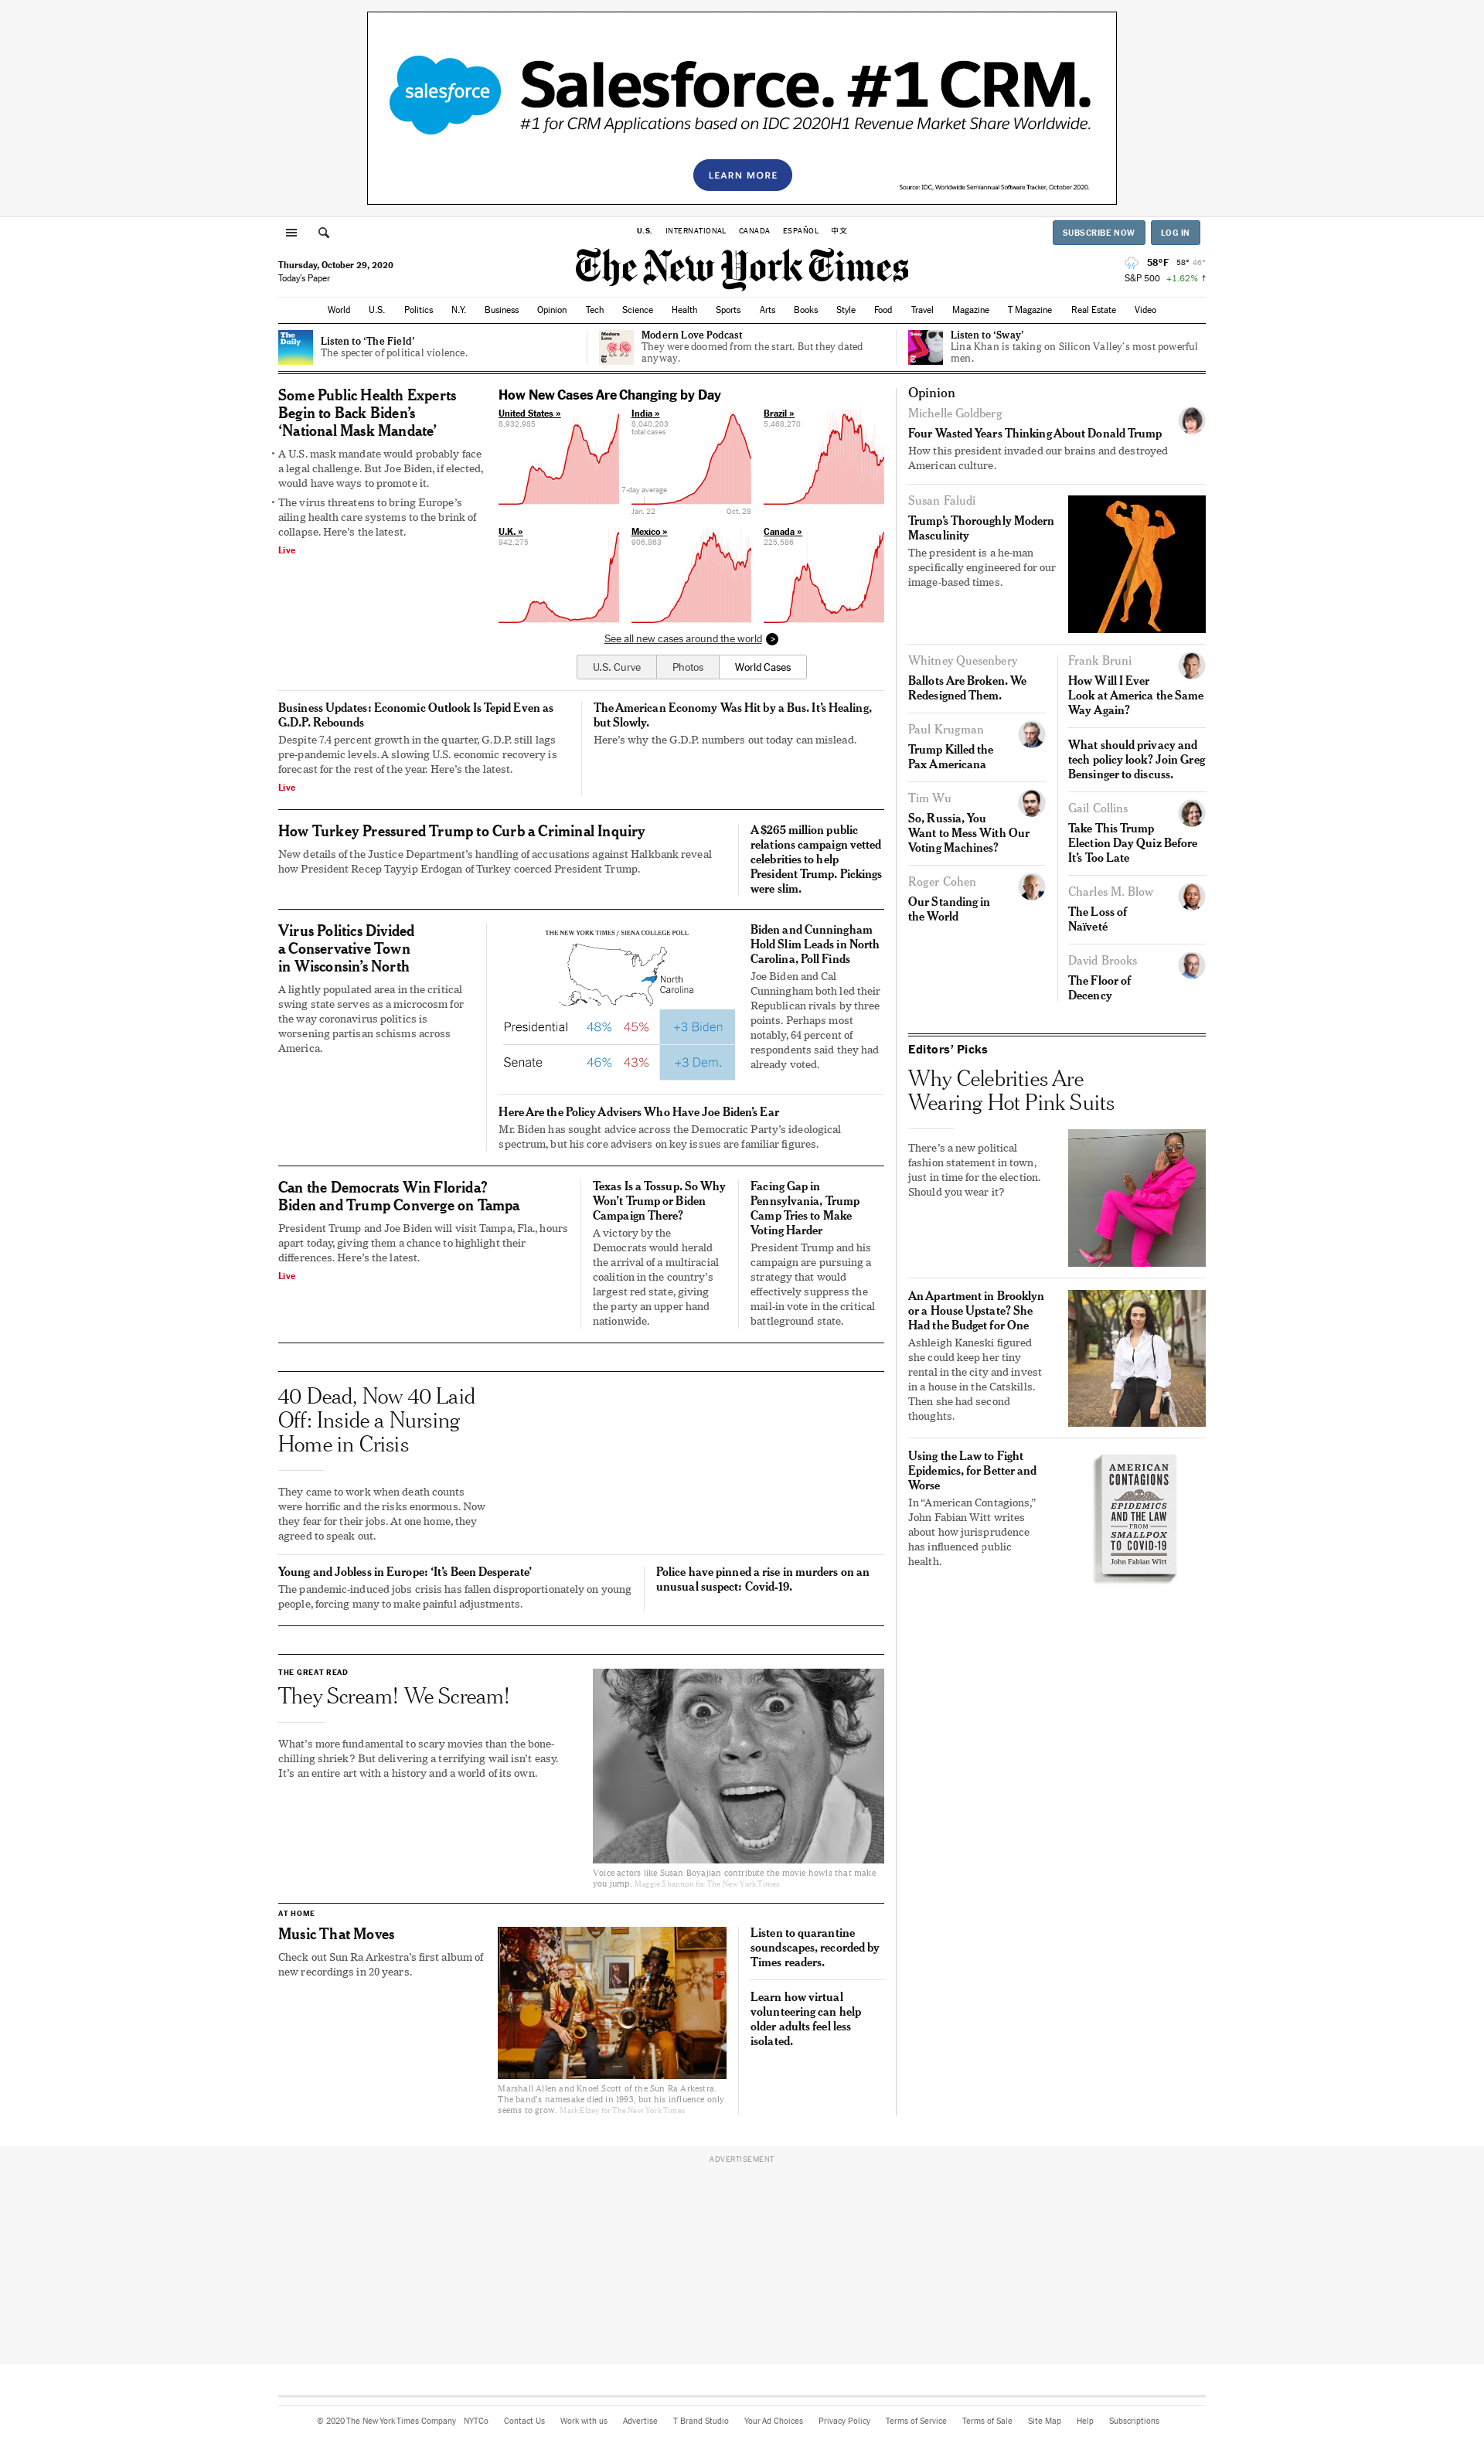 salesforce
Salesforce. #1 CRM.
#1 for CRM Applications based on IDC 2020H1 Revenue Market Share Worldwide.
LEARN MORE
Source: IDC, Worldwide Semiannual Software Tracker, October 2020.
U.S. INTERNATIONAL CANADA ESPAÑOL 中文
SUBSCRIBE NOW LOG IN
Thursday, October 29, 2020
Today's Paper
The New York Times
58°F 58° 46°
S&P 500 +1.62% ↑
World U.S. Politics N.Y. Business Opinion Tech Science Health Sports Arts Books Style Food Travel Magazine T Magazine Real Estate Video
The
Daily
Listen to ‘The Field’
The specter of political violence.
Modern
Love
Modern Love Podcast
They were doomed from the start. But they dated
anyway.
Listen to ‘Sway’
Lina Khan is taking on Silicon Valley’s most powerful
men.
Some Public Health Experts
Begin to Back Biden’s
‘National Mask Mandate’
• A U.S. mask mandate would probably face
a legal challenge. But Joe Biden, if elected,
would have ways to promote it.
• The virus threatens to bring Europe’s
ailing health care systems to the brink of
collapse. Here’s the latest.
Live
How New Cases Are Changing by Day
United States »
8,932,985
India »
8,040,203
total cases
Brazil »
5,468,270
7-day average
Jan. 22 Oct. 28
U.K. »
942,275
Mexico »
906,863
Canada »
225,586
See all new cases around the world >
U.S. Curve Photos World Cases
Business Updates: Economic Outlook Is Tepid Even as
G.D.P. Rebounds
Despite 7.4 percent growth in the quarter, G.D.P. still lags
pre-pandemic levels. A slowing U.S. economic recovery is
forecast for the rest of the year. Here’s the latest.
Live
The American Economy Was Hit by a Bus. It’s Healing,
but Slowly.
Here’s why the G.D.P. numbers out today can mislead.
How Turkey Pressured Trump to Curb a Criminal Inquiry
New details of the Justice Department’s handling of accusations against Halkbank reveal
how President Recep Tayyip Erdogan of Turkey coerced President Trump.
A $265 million public
relations campaign vetted
celebrities to help
President Trump. Pickings
were slim.
Virus Politics Divided
a Conservative Town
in Wisconsin’s North
A lightly populated area in the critical
swing state serves as a microcosm for
the way coronavirus politics is
worsening partisan schisms across
America.
THE NEW YORK TIMES / SIENA COLLEGE POLL
North
Carolina
Presidential 48% 45% +3 Biden
Senate 46% 43% +3 Dem.
Biden and Cunningham
Hold Slim Leads in North
Carolina, Poll Finds
Joe Biden and Cal
Cunningham both led their
Republican rivals by three
points. Perhaps most
notably, 64 percent of
respondents said they had
already voted.
Here Are the Policy Advisers Who Have Joe Biden’s Ear
Mr. Biden has sought advice across the Democratic Party’s ideological
spectrum, but his core advisers on key issues are familiar figures.
Can the Democrats Win Florida?
Biden and Trump Converge on Tampa
President Trump and Joe Biden will visit Tampa, Fla., hours
apart today, giving them a chance to highlight their
differences. Here’s the latest.
Live
Texas Is a Tossup. So Why
Won’t Trump or Biden
Campaign There?
A victory by the
Democrats would herald
the arrival of a multiracial
coalition in the country’s
largest red state, giving
the party an upper hand
nationwide.
Facing Gap in
Pennsylvania, Trump
Camp Tries to Make
Voting Harder
President Trump and his
campaign are pursuing a
strategy that would
effectively suppress the
mail-in vote in the critical
battleground state.
40 Dead, Now 40 Laid
Off: Inside a Nursing
Home in Crisis
They came to work when death counts
were horrific and the risks enormous. Now
they fear for their jobs. At one home, they
agreed to speak out.
Young and Jobless in Europe: ‘It’s Been Desperate’
The pandemic-induced jobs crisis has fallen disproportionately on young
people, forcing many to make painful adjustments.
Police have pinned a rise in murders on an
unusual suspect: Covid-19.
THE GREAT READ
They Scream! We Scream!
What’s more fundamental to scary movies than the bone-
chilling shriek? But delivering a terrifying wail isn’t easy.
It’s an entire art with a history and a world of its own.
Voice actors like Susan Boyajian contribute the movie howls that make
you jump. Maggie Shannon for The New York Times
AT HOME
Music That Moves
Check out Sun Ra Arkestra’s first album of
new recordings in 20 years.
Marshall Allen and Knoel Scott of the Sun Ra Arkestra.
The band’s namesake died in 1993, but his influence only
seems to grow. Mark Elzey for The New York Times
Listen to quarantine
soundscapes, recorded by
Times readers.
Learn how virtual
volunteering can help
older adults feel less
isolated.
Opinion
Michelle Goldberg
Four Wasted Years Thinking About Donald Trump
How this president invaded our brains and destroyed
American culture.
Susan Faludi
Trump’s Thoroughly Modern
Masculinity
The president is a he-man
specifically engineered for our
image-based times.
Whitney Quesenbery
Ballots Are Broken. We
Redesigned Them.
Paul Krugman
Trump Killed the
Pax Americana
Tim Wu
So, Russia, You
Want to Mess With Our
Voting Machines?
Roger Cohen
Our Standing in
the World
Frank Bruni
How Will I Ever
Look at America the Same
Way Again?
What should privacy and
tech policy look? Join Greg
Bensinger to discuss.
Gail Collins
Take This Trump
Election Day Quiz Before
It’s Too Late
Charles M. Blow
The Loss of
Naïveté
David Brooks
The Floor of
Decency
Editors’ Picks
Why Celebrities Are
Wearing Hot Pink Suits
There’s a new political
fashion statement in town,
just in time for the election.
Should you wear it?
An Apartment in Brooklyn
or a House Upstate? She
Had the Budget for One
Ashleigh Kaneski figured
she could keep her tiny
rental in the city and invest
in a house in the Catskills.
Then she had second
thoughts.
Using the Law to Fight
Epidemics, for Better and
Worse
In “American Contagions,”
John Fabian Witt writes
about how jurisprudence
has influenced public
health.
AMERICAN
CONTAGIONS
EPIDEMICS
AND THE LAW
FROM
SMALLPOX
TO COVID-19
John Fabian Witt
ADVERTISEMENT
© 2020 The New York Times Company NYTCo Contact Us Work with us Advertise T Brand Studio Your Ad Choices Privacy Policy Terms of Service Terms of Sale Site Map Help Subscriptions